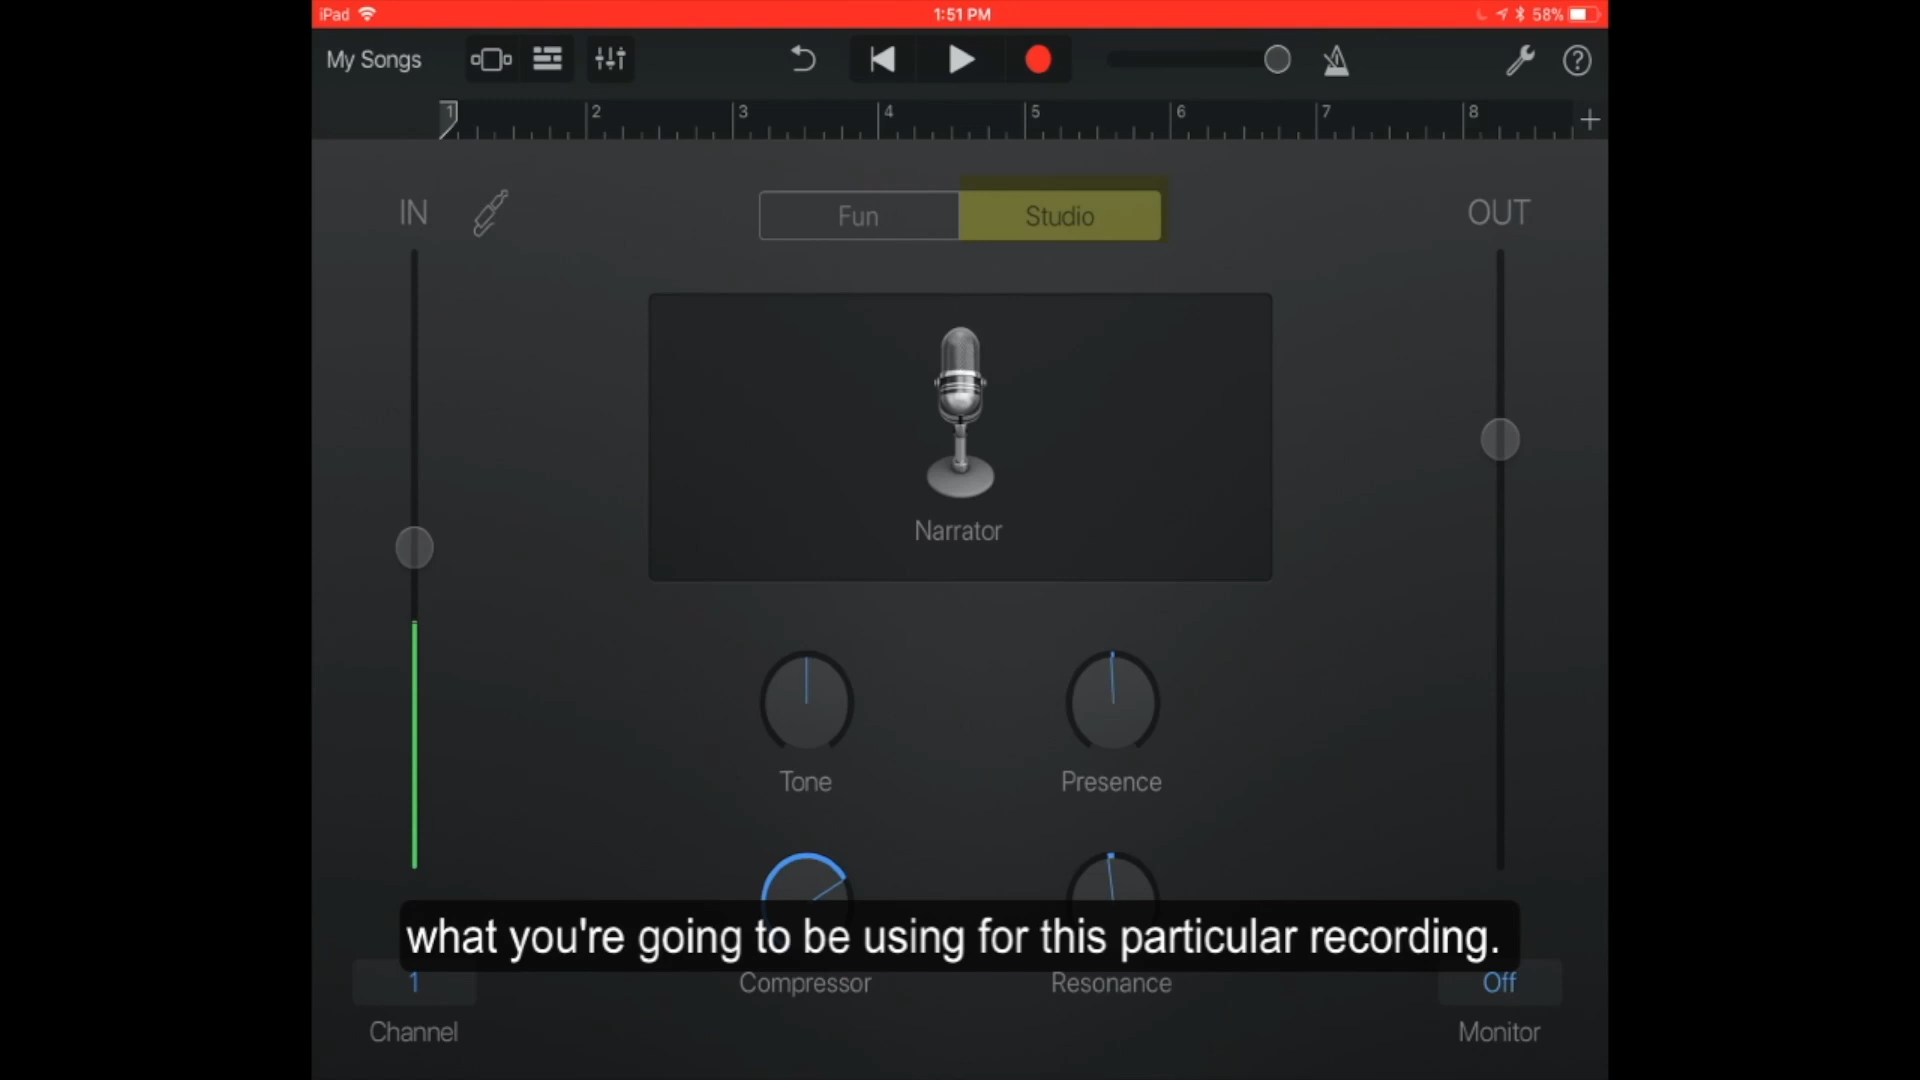 iPad 1:51 PM 58%
My Songs
1 2 3 4 5 6 7 8 +
IN Fun Studio OUT
Narrator
Tone Presence
what you're going to be using for this particular recording.
1 Compressor Resonance Off
Channel Monitor